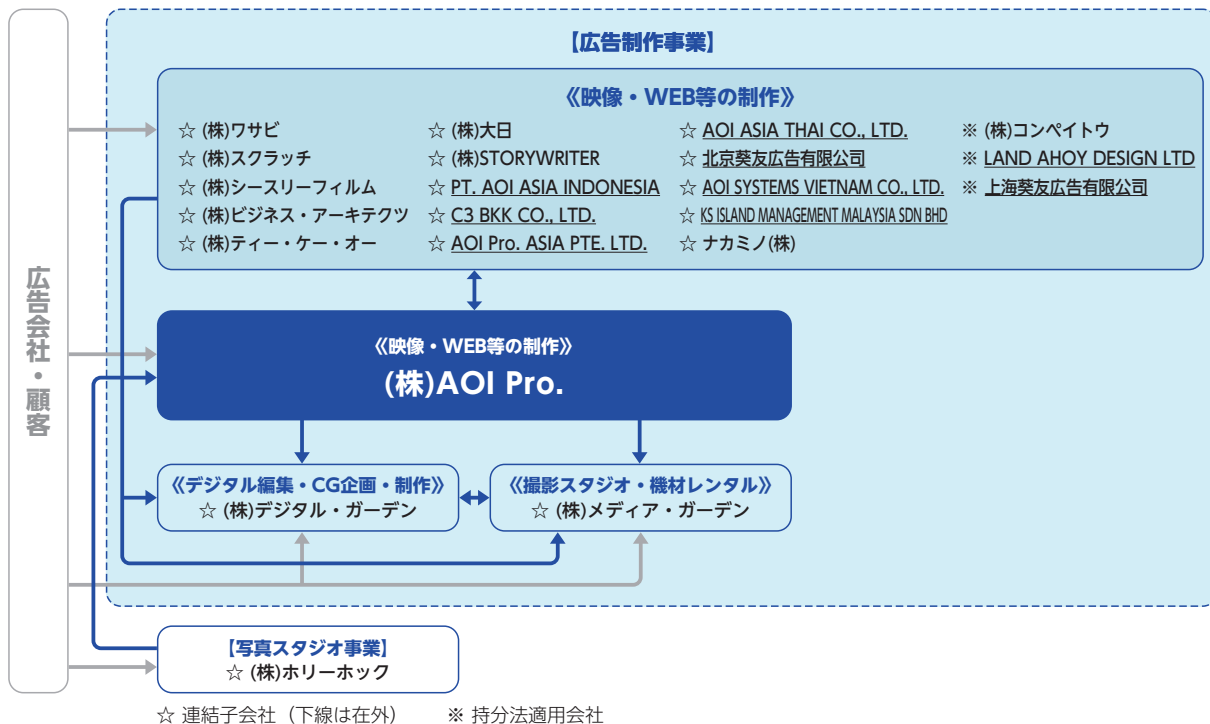 広告会社・顧客
【広告制作事業】
《映像・WEB等の制作》
☆ (株)ワサビ
☆ (株)スクラッチ
☆ (株)シースリーフィルム
☆ (株)ビジネス・アーキテクツ
☆ (株)ティー・ケー・オー
☆ (株)大日
☆ (株)STORYWRITER
☆ PT. AOI ASIA INDONESIA
☆ C3 BKK CO., LTD.
☆ AOI Pro. ASIA PTE. LTD.
☆ AOI ASIA THAI CO., LTD.
☆ 北京葵友広告有限公司
☆ AOI SYSTEMS VIETNAM CO., LTD.
☆ KS ISLAND MANAGEMENT MALAYSIA SDN BHD
☆ ナカミノ(株)
※ (株)コンペイトウ
※ LAND AHOY DESIGN LTD
※ 上海葵友広告有限公司
《映像・WEB等の制作》
(株)AOI Pro.
《デジタル編集・CG企画・制作》
☆ (株)デジタル・ガーデン
《撮影スタジオ・機材レンタル》
☆ (株)メディア・ガーデン
【写真スタジオ事業】
☆ (株)ホリーホック
☆ 連結子会社（下線は在外） ※ 持分法適用会社